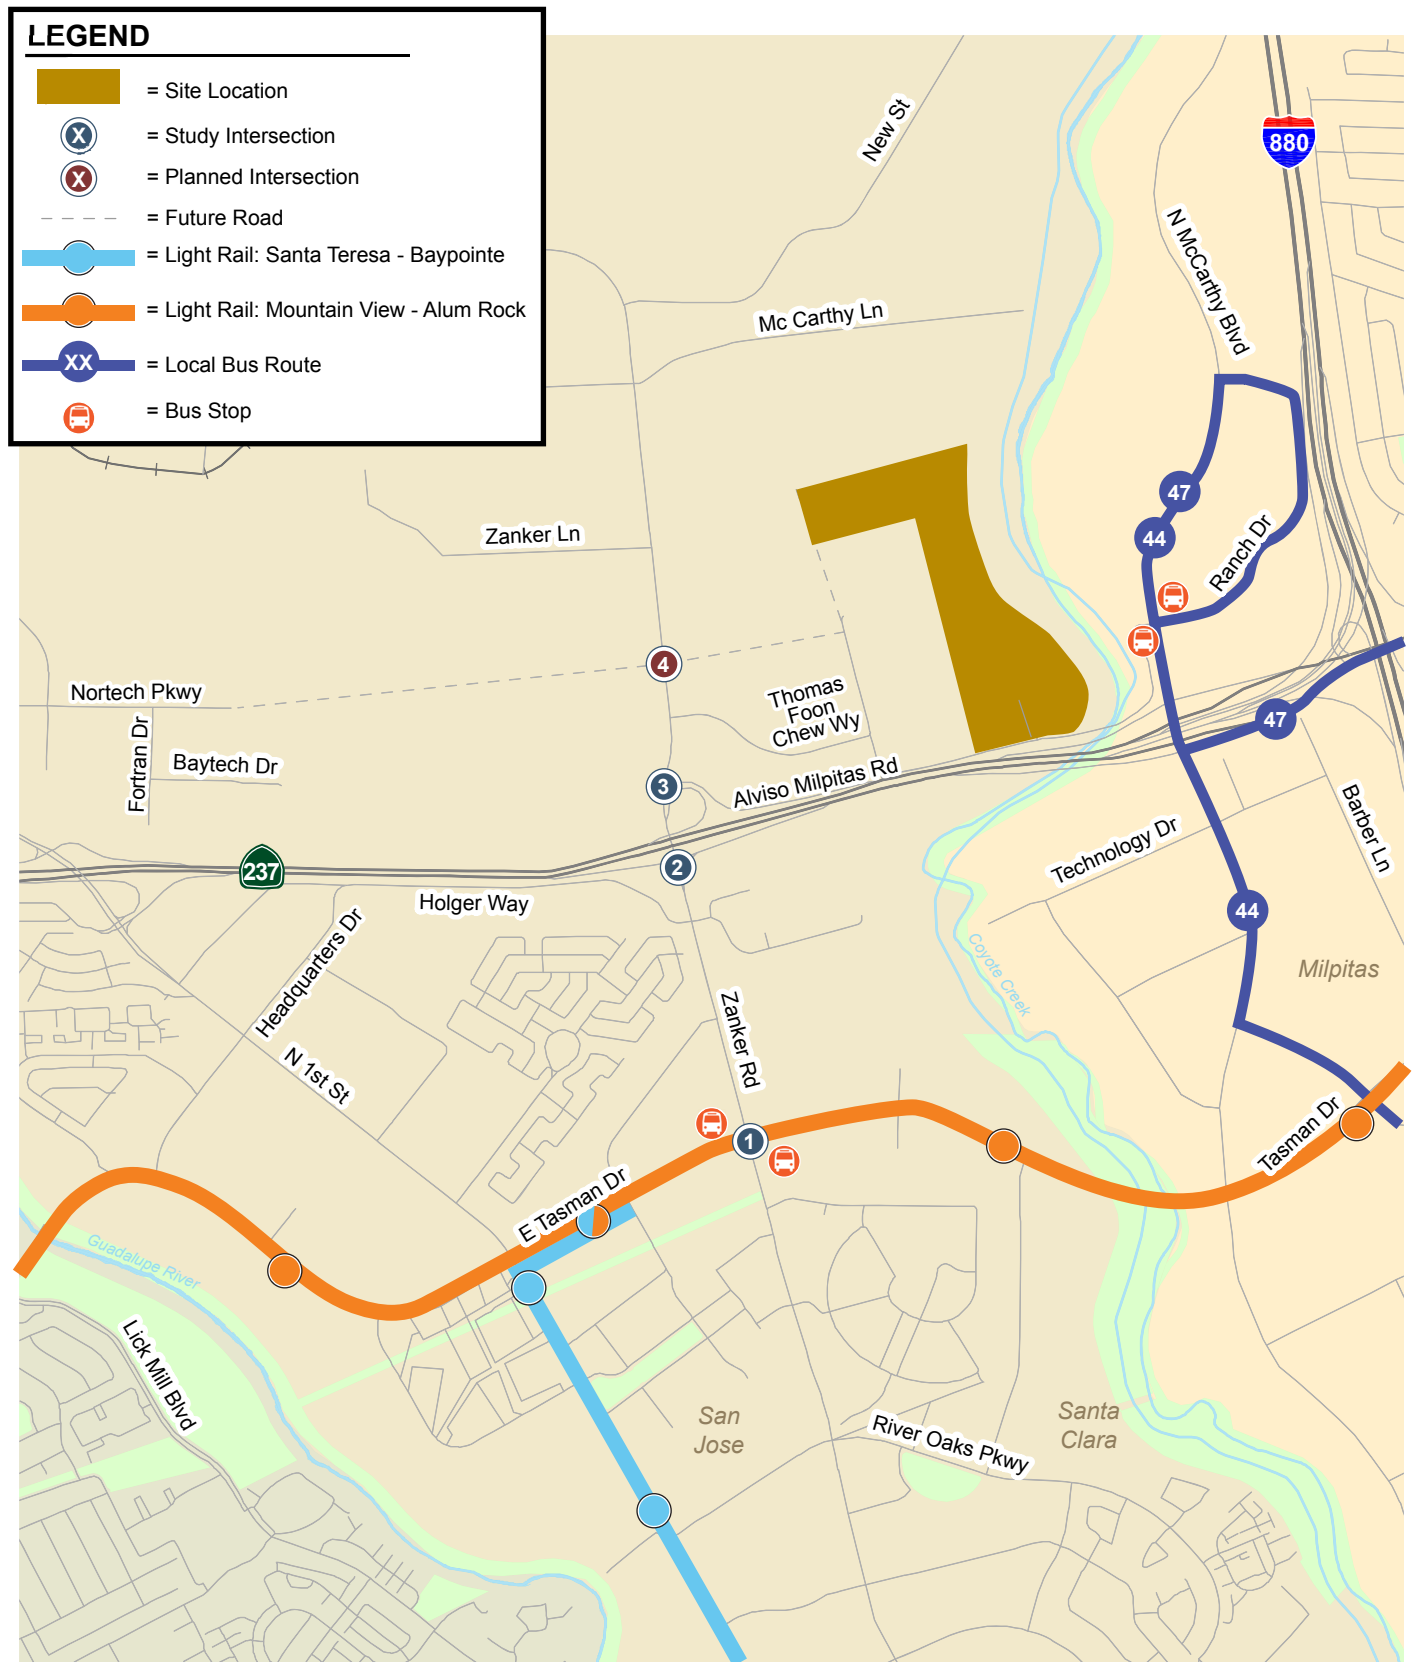 LEGEND
= Site Location
X
= Study Intersection
X
= Planned Intersection
= Future Road
= Light Rail: Santa Teresa - Baypointe
= Light Rail: Mountain View - Alum Rock
XX
= Local Bus Route
= Bus Stop
New St
880
N McCarthy Blvd
Mc Carthy Ln
47
44
Zanker Ln
Ranch Dr
4
Nortech Pkwy
Thomas
Foon
Chew Wy
47
Fortran Dr
Baytech Dr
3
Alviso Milpitas Rd
Barber Ln
Technology Dr
237
2
Holger Way
44
Headquarters Dr
Coyote Creek
Milpitas
Zanker Rd
N 1st St
1
Tasman Dr
E Tasman Dr
Guadalupe River
Lick Mill Blvd
San
Jose
Santa
Clara
River Oaks Pkwy